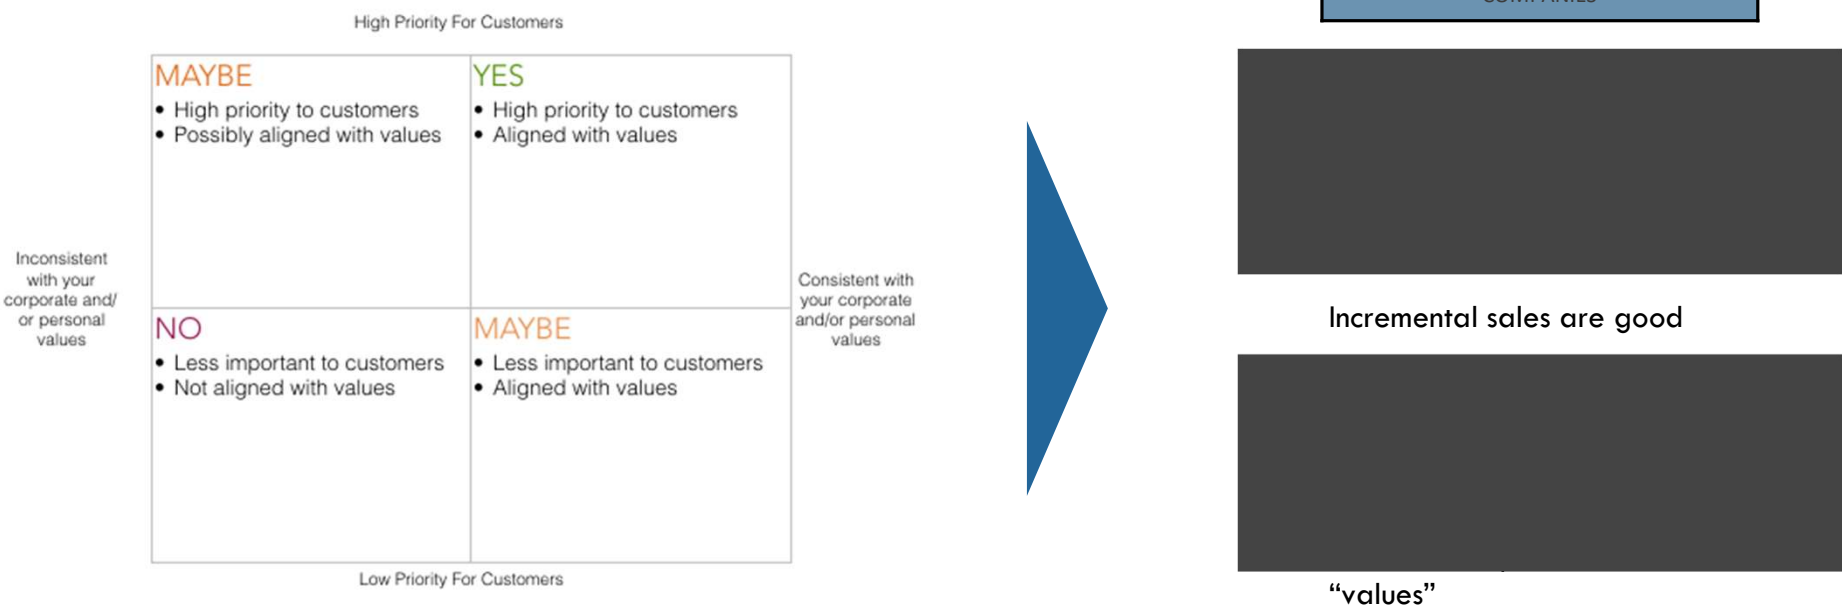 High Priority For Customers
MAYBE
• High priority to customers
• Possibly aligned with values
YES
• High priority to customers
• Aligned with values
Inconsistent
with your
corporate and/
or personal
values
NO
• Less important to customers
• Not aligned with values
MAYBE
• Less important to customers
• Aligned with values
Consistent with
your corporate
and/or personal
values
Low Priority For Customers
COMPANIES
Incremental sales are good
“values”